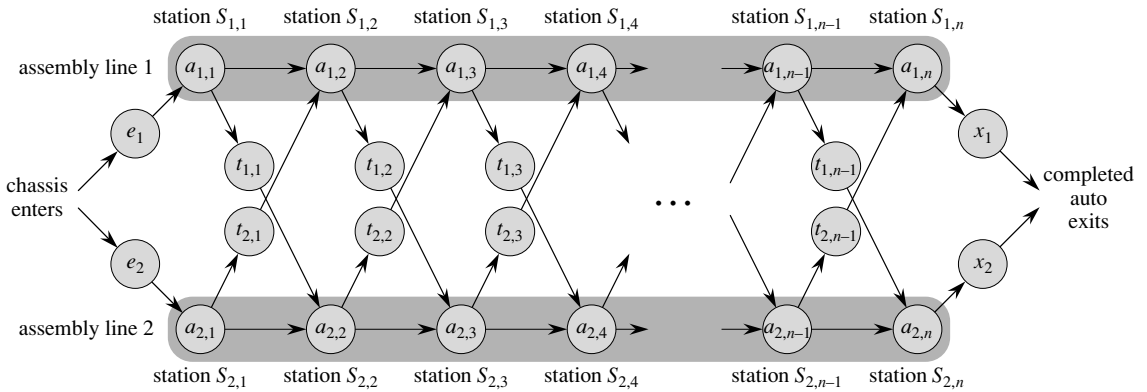 station S1,1 station S1,2 station S1,3 station S1,4 station S1,n–1 station S1,n
assembly line 1 a1,1 a1,2 a1,3 a1,4 a1,n–1 a1,n
e1 x1
t1,1 t1,2 t1,3 t1,n–1
chassis
enters
completed
auto
exits
...
t2,1 t2,2 t2,3 t2,n–1
e2 x2
assembly line 2 a2,1 a2,2 a2,3 a2,4 a2,n–1 a2,n
station S2,1 station S2,2 station S2,3 station S2,4 station S2,n–1 station S2,n